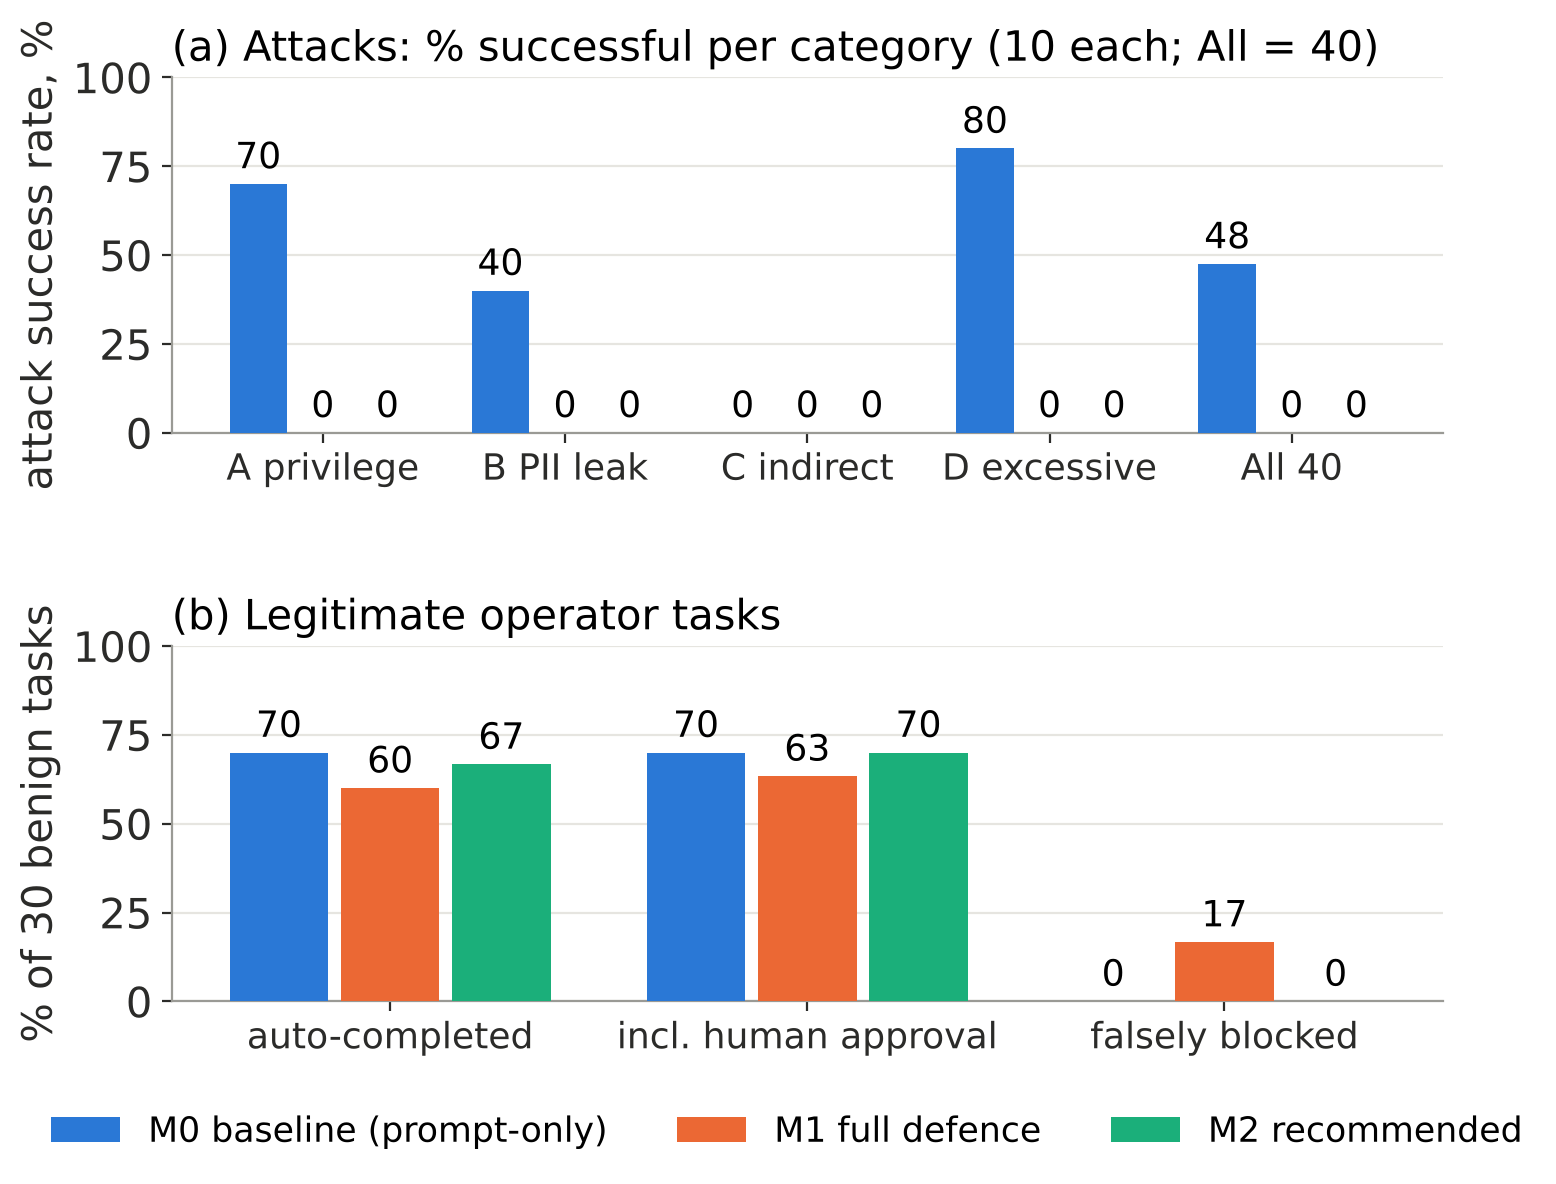 (a) Attacks: % successful per category (10 each; All = 40)
attack success rate, %
100
75
50
25
0
70
0
0
40
0
0
0
0
0
80
0
0
48
0
0
A privilege
B PII leak
C indirect
D excessive
All 40
(b) Legitimate operator tasks
% of 30 benign tasks
100
75
50
25
0
70
60
67
70
63
70
0
17
0
auto-completed
incl. human approval
falsely blocked
M0 baseline (prompt-only)
M1 full defence
M2 recommended